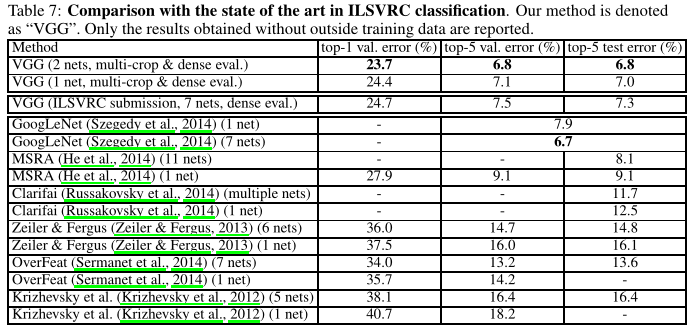 Table 7: Comparison with the state of the art in ILSVRC classification. Our method is denoted
as “VGG”. Only the results obtained without outside training data are reported.
Method top-1 val. error (%) top-5 val. error (%) top-5 test error (%)
VGG (2 nets, multi-crop & dense eval.) 23.7 6.8 6.8
VGG (1 net, multi-crop & dense eval.) 24.4 7.1 7.0
VGG (ILSVRC submission, 7 nets, dense eval.) 24.7 7.5 7.3
GoogLeNet (Szegedy et al., 2014) (1 net) - 7.9
GoogLeNet (Szegedy et al., 2014) (7 nets) - 6.7
MSRA (He et al., 2014) (11 nets) - - 8.1
MSRA (He et al., 2014) (1 net) 27.9 9.1 9.1
Clarifai (Russakovsky et al., 2014) (multiple nets) - - 11.7
Clarifai (Russakovsky et al., 2014) (1 net) - - 12.5
Zeiler & Fergus (Zeiler & Fergus, 2013) (6 nets) 36.0 14.7 14.8
Zeiler & Fergus (Zeiler & Fergus, 2013) (1 net) 37.5 16.0 16.1
OverFeat (Sermanet et al., 2014) (7 nets) 34.0 13.2 13.6
OverFeat (Sermanet et al., 2014) (1 net) 35.7 14.2 -
Krizhevsky et al. (Krizhevsky et al., 2012) (5 nets) 38.1 16.4 16.4
Krizhevsky et al. (Krizhevsky et al., 2012) (1 net) 40.7 18.2 -